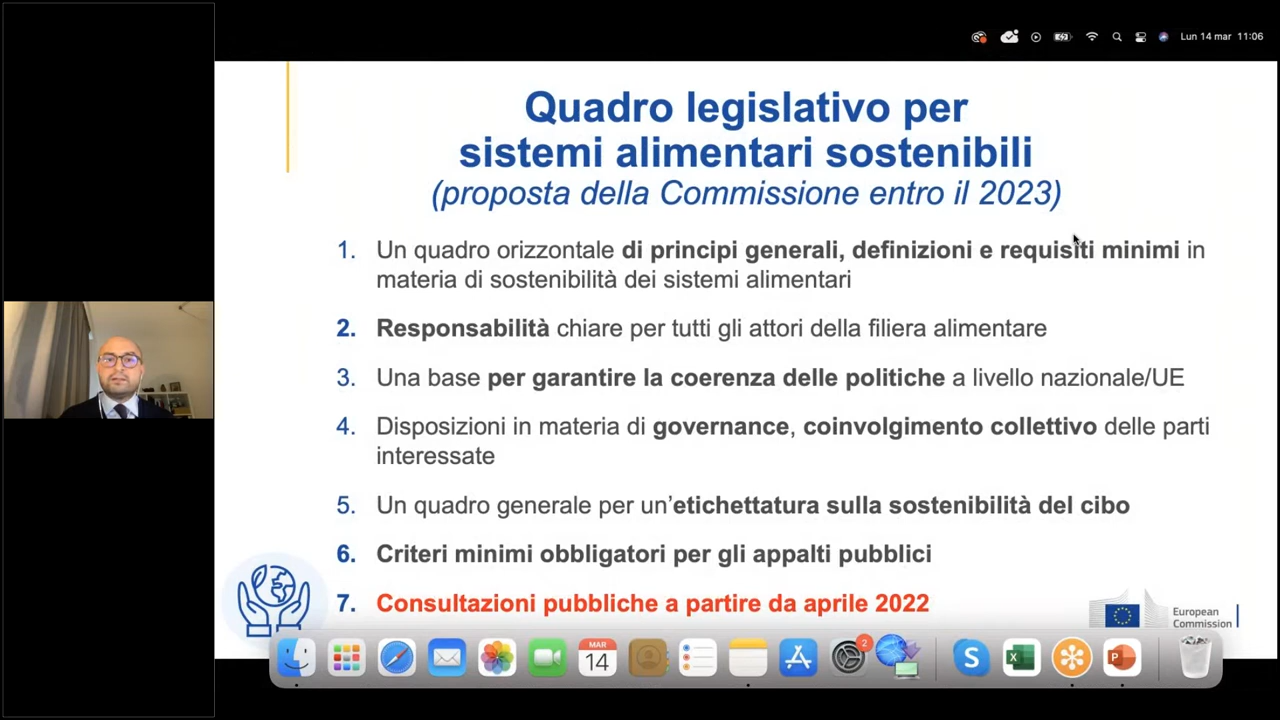 Lun 14 mar 11:06
Quadro legislativo per
sistemi alimentari sostenibili
(proposta della Commissione entro il 2023)
1. Un quadro orizzontale di principi generali, definizioni e requisiti minimi in
materia di sostenibilità dei sistemi alimentari
2. Responsabilità chiare per tutti gli attori della filiera alimentare
3. Una base per garantire la coerenza delle politiche a livello nazionale/UE
4. Disposizioni in materia di governance, coinvolgimento collettivo delle parti
interessate
5. Un quadro generale per un'etichettatura sulla sostenibilità del cibo
6. Criteri minimi obbligatori per gli appalti pubblici
7. Consultazioni pubbliche a partire da aprile 2022
European
Commission
MAR
14
2
S
X
P